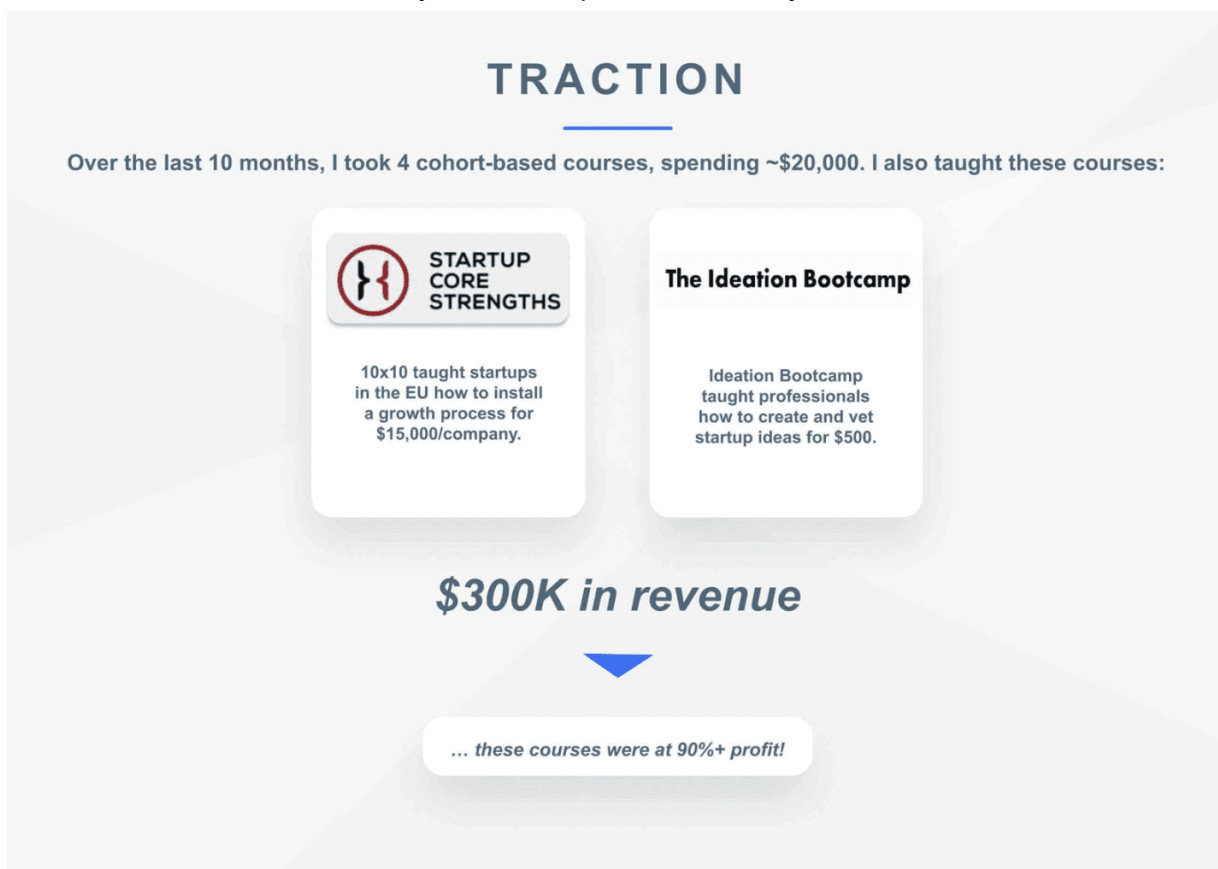 TRACTION
Over the last 10 months, I took 4 cohort-based courses, spending ~$20,000. I also taught these courses:
STARTUP
CORE
STRENGTHS
10x10 taught startups
in the EU how to install
a growth process for
$15,000/company.
The Ideation Bootcamp
Ideation Bootcamp
taught professionals
how to create and vet
startup ideas for $500.
$300K in revenue
... these courses were at 90%+ profit!